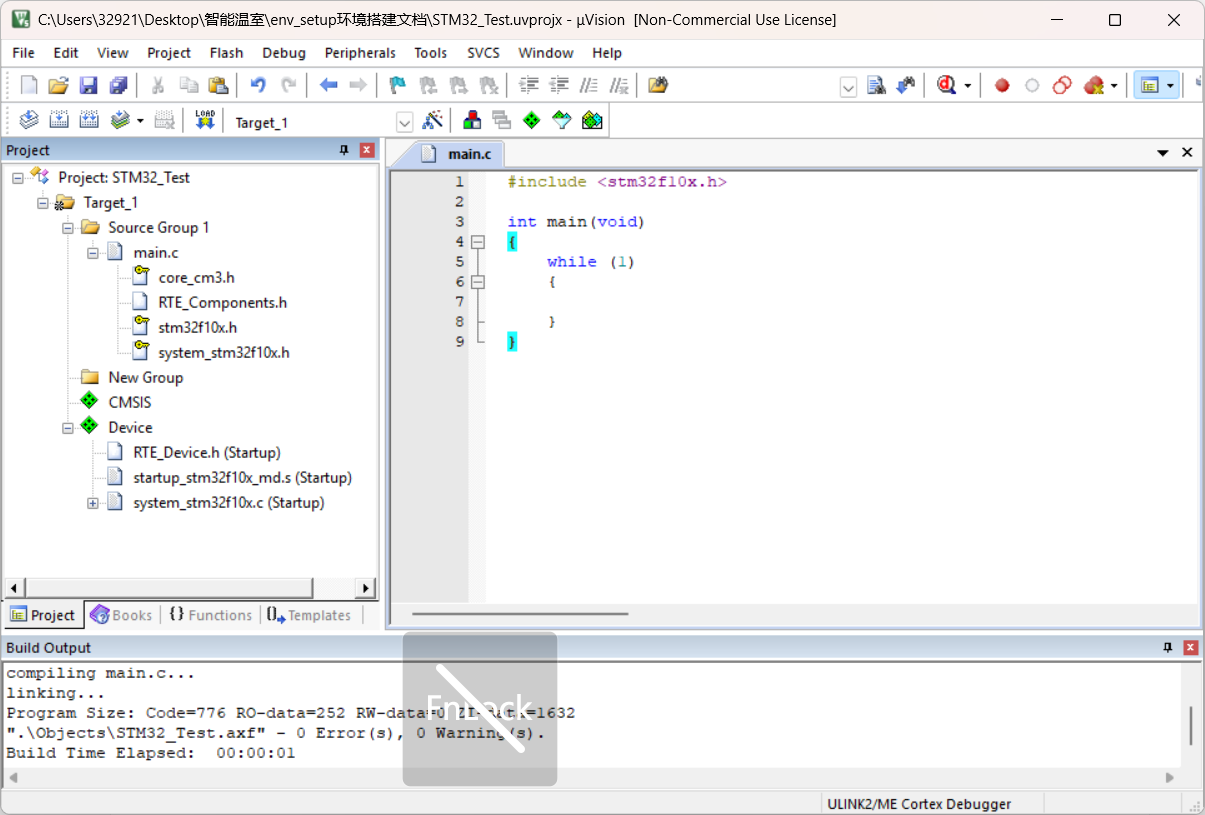 C:\Users\32921\Desktop\智能温室\env_setup环境搭建文档\STM32_Test.uvprojx - µVision  [Non-Commercial Use License]
File Edit View Project Flash Debug Peripherals Tools SVCS Window Help
LOAD Target_1
Project
Project: STM32_Test
Target_1
Source Group 1
main.c
core_cm3.h
RTE_Components.h
stm32f10x.h
system_stm32f10x.h
New Group
CMSIS
Device
RTE_Device.h (Startup)
startup_stm32f10x_md.s (Startup)
system_stm32f10x.c (Startup)
Project Books {} Functions Templates
main.c
1 #include <stm32f10x.h>
2
3 int main(void)
4 {
5     while (1)
6     {
7
8     }
9 }
Build Output
compiling main.c...
linking...
Program Size: Code=776 RO-data=252 RW-data=0 ZI-data=1632
".\Objects\STM32_Test.axf" - 0 Error(s), 0 Warning(s).
Build Time Elapsed:  00:00:01
FnLock
ULINK2/ME Cortex Debugger